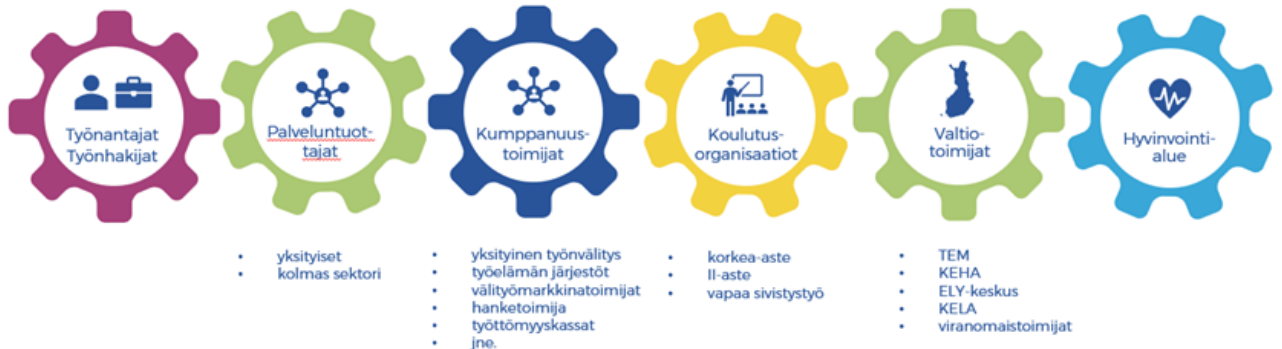 Työnantajat
Työnhakijat
Palveluntuot-
tajat
Kumppanuus-
toimijat
Koulutus-
organisaatiot
Valtio-
toimijat
Hyvinvointi-
alue
• yksityiset
• kolmas sektori
• yksityinen työnvälitys
• työelämän järjestöt
• välityömarkkinatoimijat
• hanketoimija
• työttömyyskassat
• jne.
• korkea-aste
• II-aste
• vapaa sivistystyö
• TEM
• KEHA
• ELY-keskus
• KELA
• viranomaistoimijat